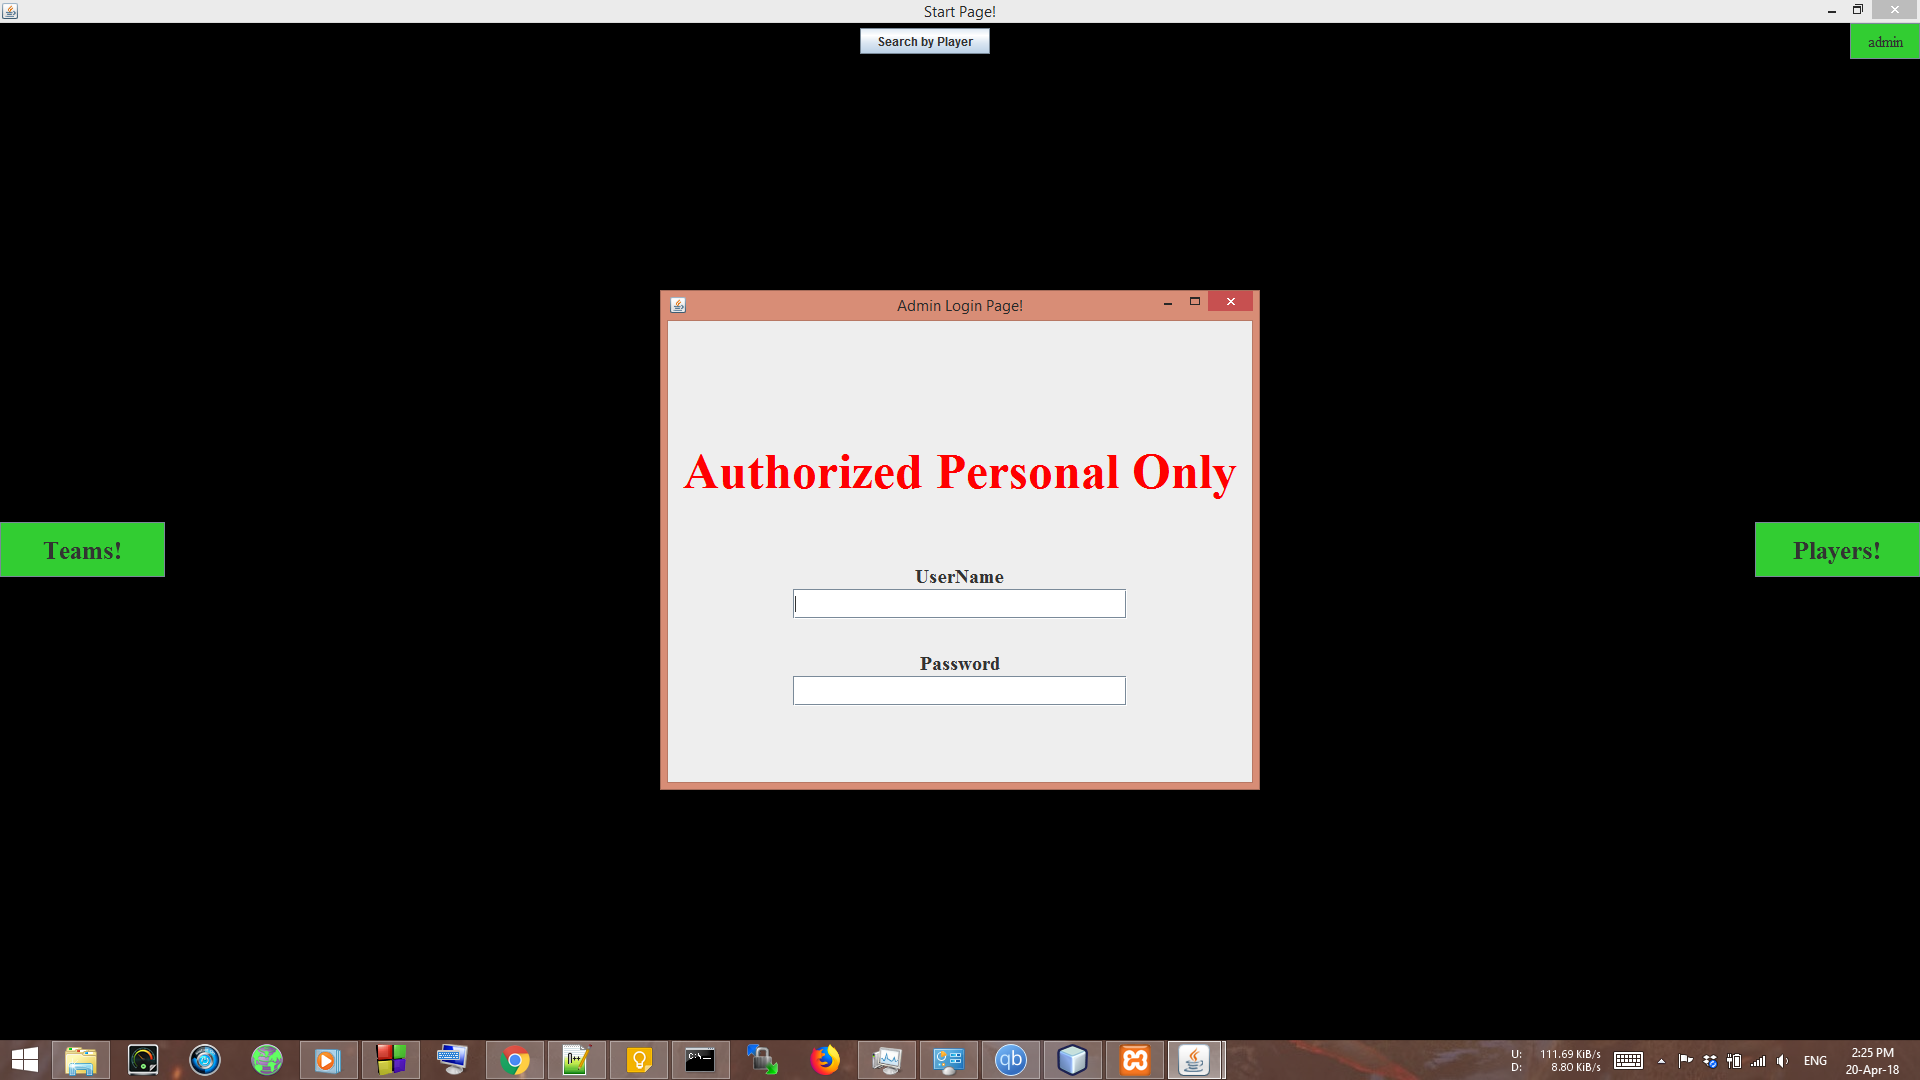 Start Page!
Search by Player
admin
Admin Login Page!
Authorized Personal Only
Teams!
Players!
UserName
Password
C:\_
qb
U: 111.69 KiB/s
D: 8.80 KiB/s
ENG
2:25 PM
20-Apr-18